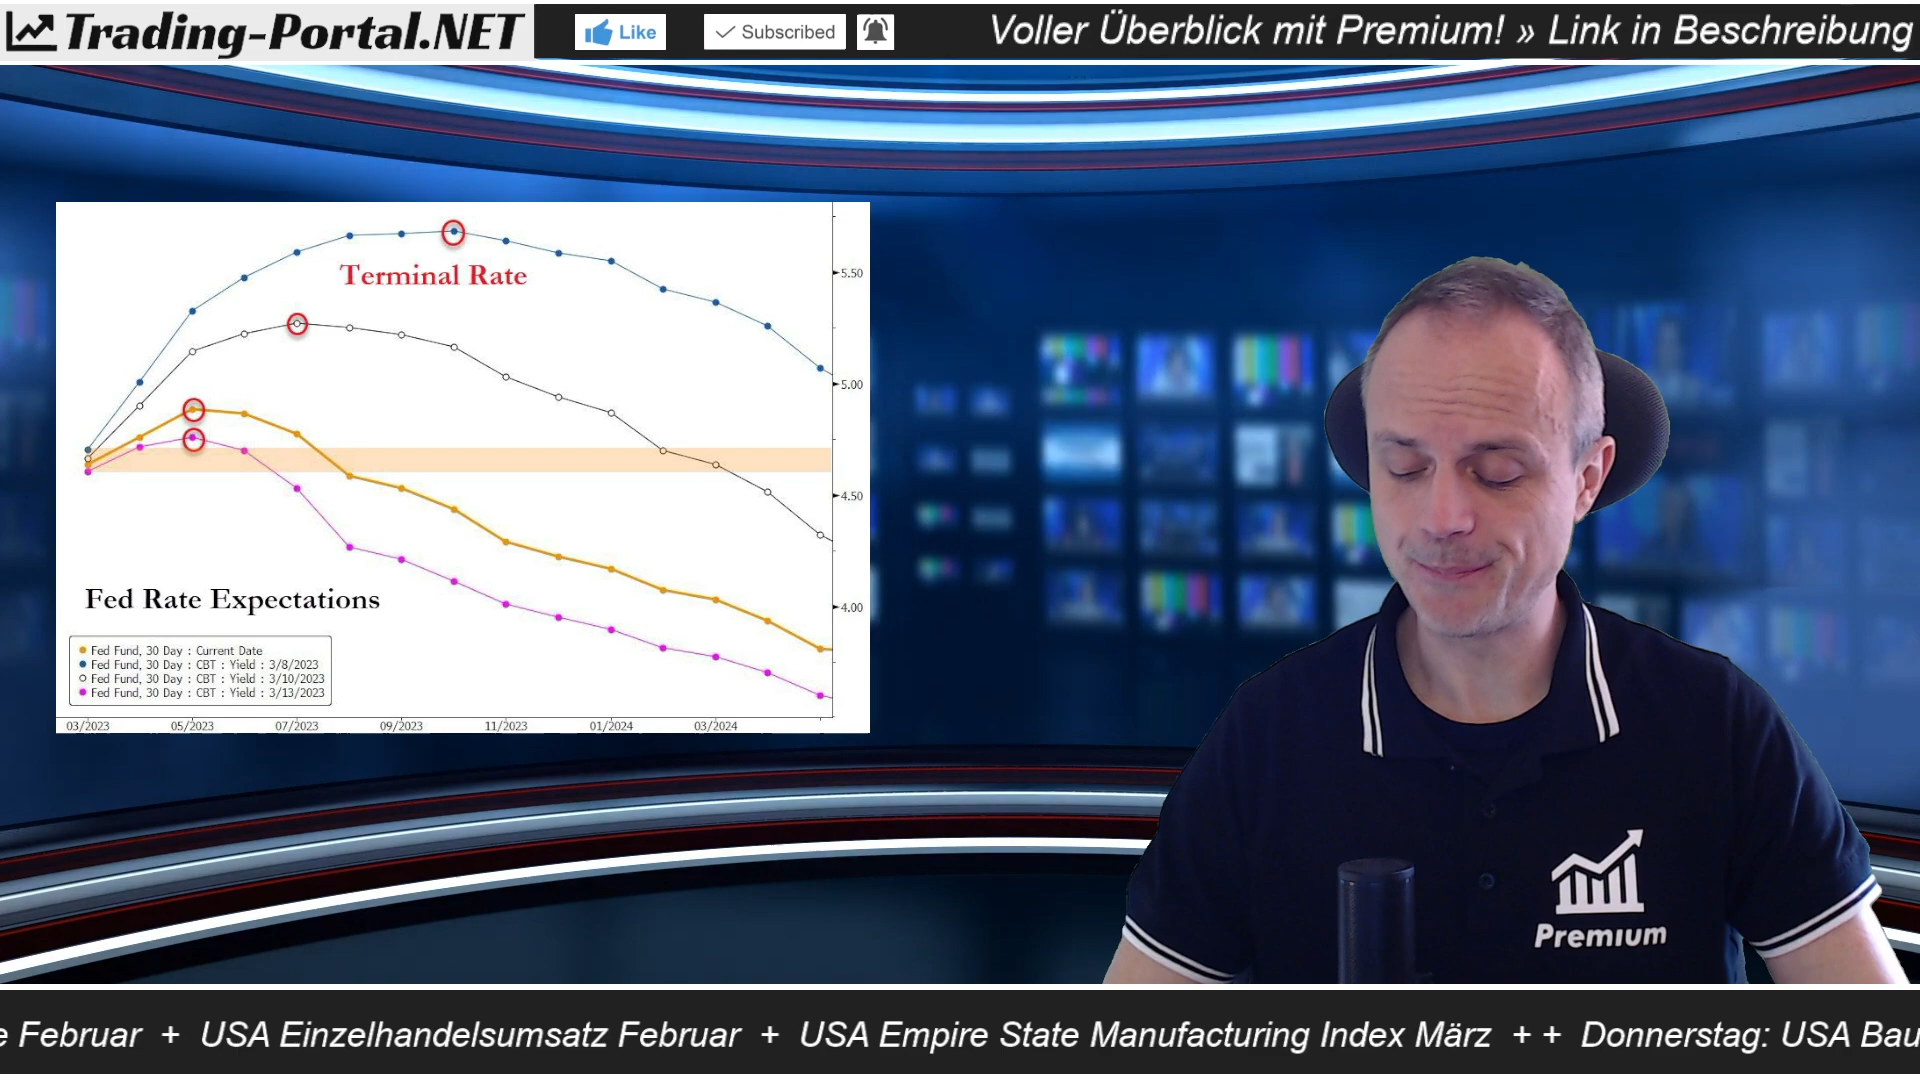 Trading-Portal.NET
Like
Subscribed
Voller Überblick mit Premium! » Link in Beschreibung
Terminal Rate
5.50
5.00
4.50
4.00
Fed Rate Expectations
Fed Fund, 30 Day : Current Date
Fed Fund, 30 Day : CBT : Yield : 3/8/2023
Fed Fund, 30 Day : CBT : Yield : 3/10/2023
Fed Fund, 30 Day : CBT : Yield : 3/13/2023
03/2023 05/2023 07/2023 09/2023 11/2023 01/2024 03/2024
Premium
e Februar + USA Einzelhandelsumsatz Februar + USA Empire State Manufacturing Index März + + Donnerstag: USA Bau